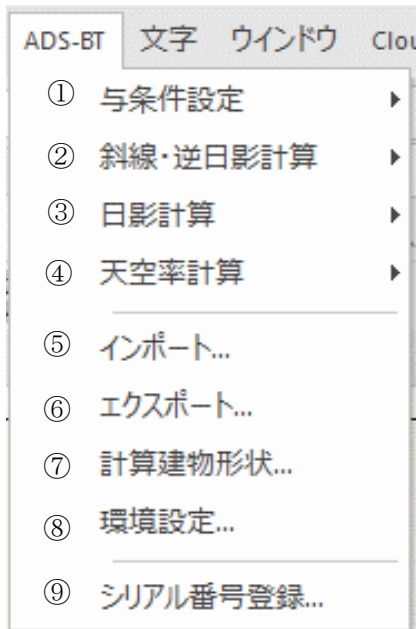 ADS-BT 文字 ウインドウ Clou
① 与条件設定
② 斜線・逆日影計算
③ 日影計算
④ 天空率計算
⑤ インポート...
⑥ エクスポート...
⑦ 計算建物形状...
⑧ 環境設定...
⑨ シリアル番号登録...